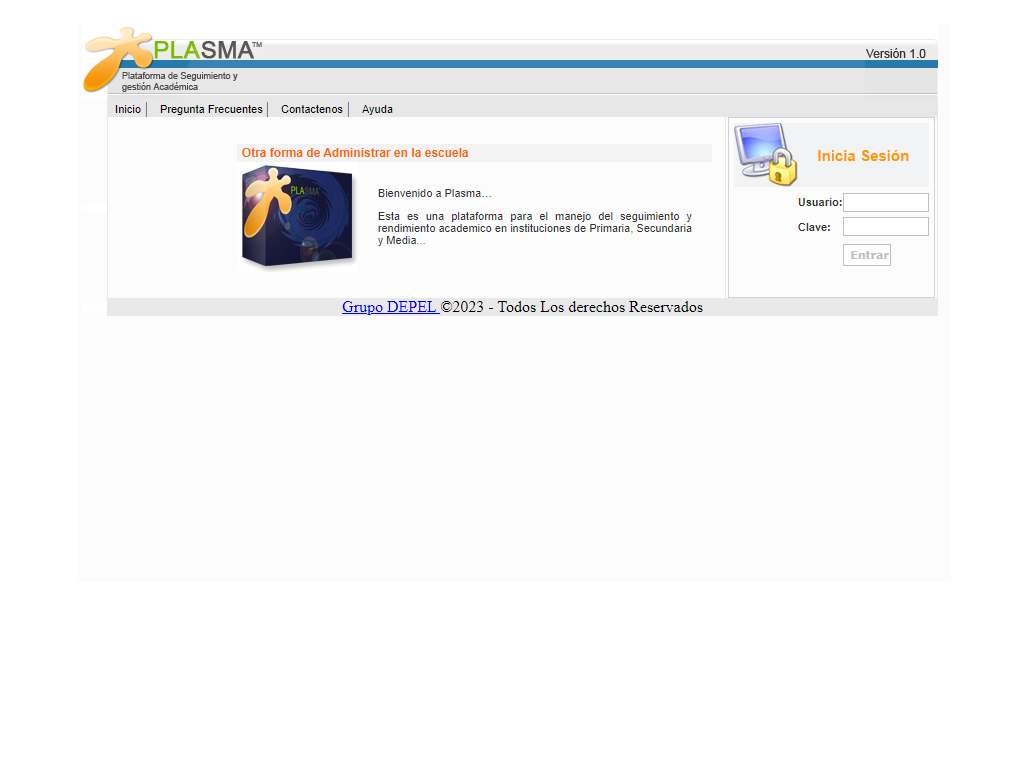 PLASMA™
Versión 1.0
Plataforma de Seguimiento y
gestión Académica
Inicio
Pregunta Frecuentes
Contactenos
Ayuda
Otra forma de Administrar en la escuela
PLASMA
Bienvenido a Plasma...
Esta es una plataforma para el manejo del seguimiento y
rendimiento academico en instituciones de Primaria, Secundaria
y Media...
Inicia Sesión
Usuario:
Clave:
Entrar
Grupo DEPEL ©2023 - Todos Los derechos Reservados